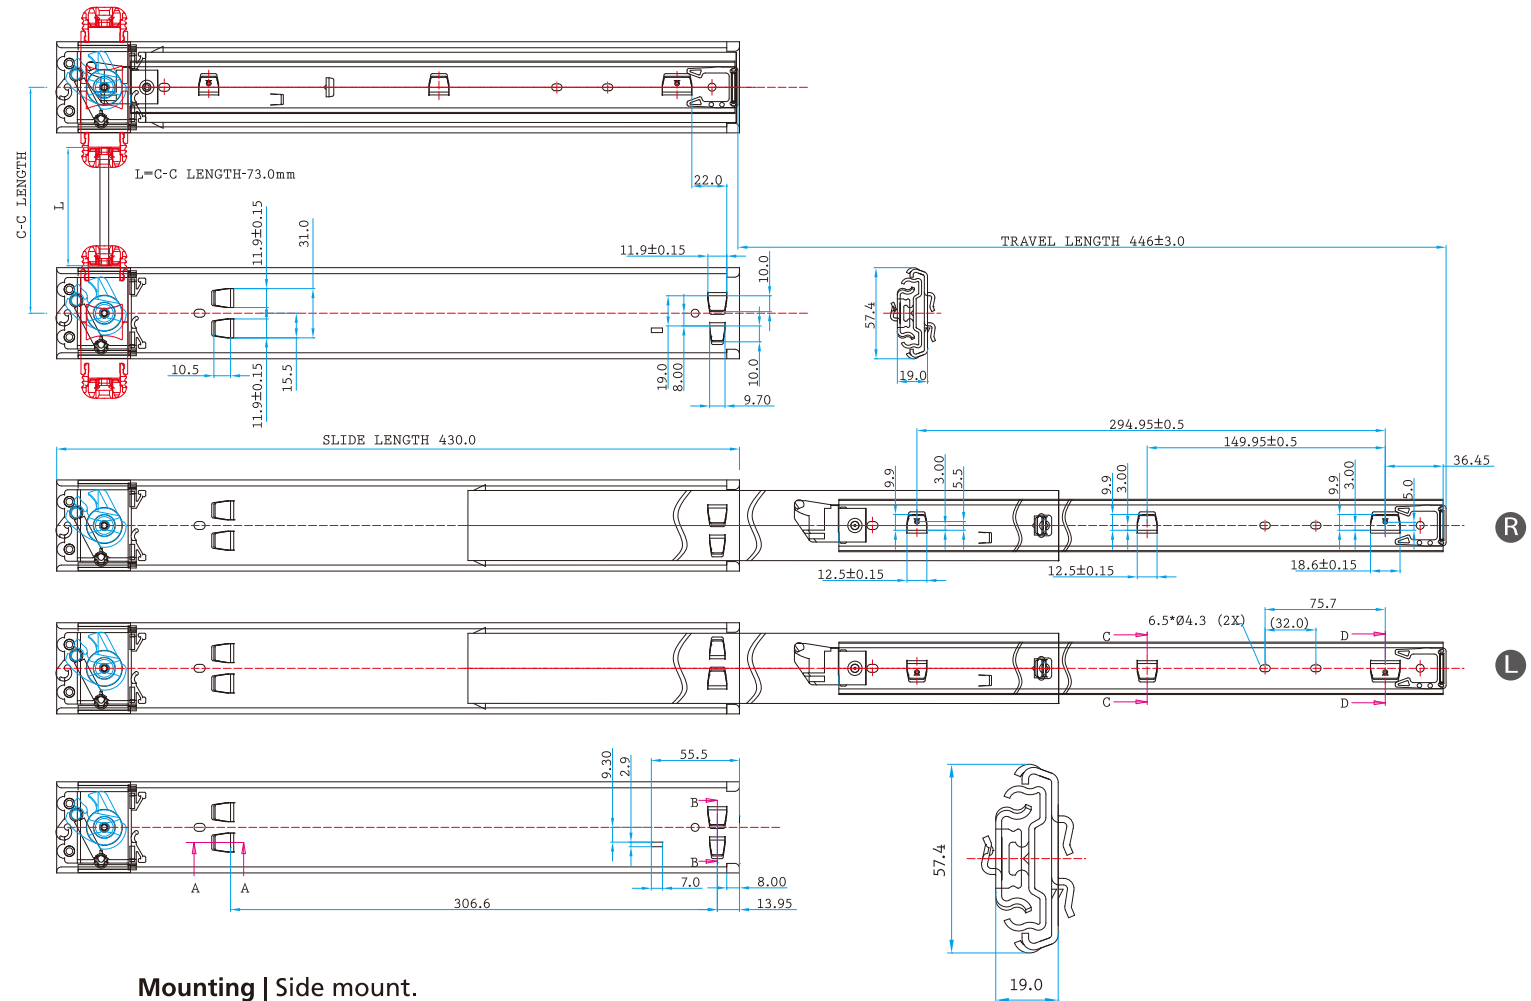 C-C LENGTH
L
L=C-C LENGTH-73.0mm
22.0
11.9±0.15
31.0
11.9±0.15
10.0
TRAVEL LENGTH 446±3.0
57.4
10.5
11.9±0.15
15.5
19.0
8.00
10.0
9.70
19.0
SLIDE LENGTH 430.0
294.95±0.5
149.95±0.5
36.45
9.9
3.00
5.5
9.9
3.00
9.9
3.00
5.0
R
12.5±0.15
12.5±0.15
18.6±0.15
75.7
6.5*Ø4.3 (2X)
(32.0)
C
D
L
C
D
9.30
2.9
55.5
B
B
A
A
7.0
8.00
306.6
13.95
57.4
19.0
Mounting | Side mount.